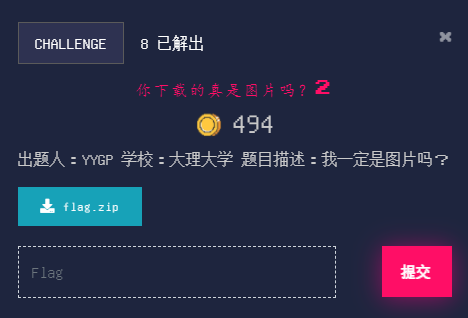 CHALLENGE 8 已解出
你下载的真是图片吗？2
494
出题人：YYGP 学校：大理大学 题目描述：我一定是图片吗？
flag.zip
Flag 提交